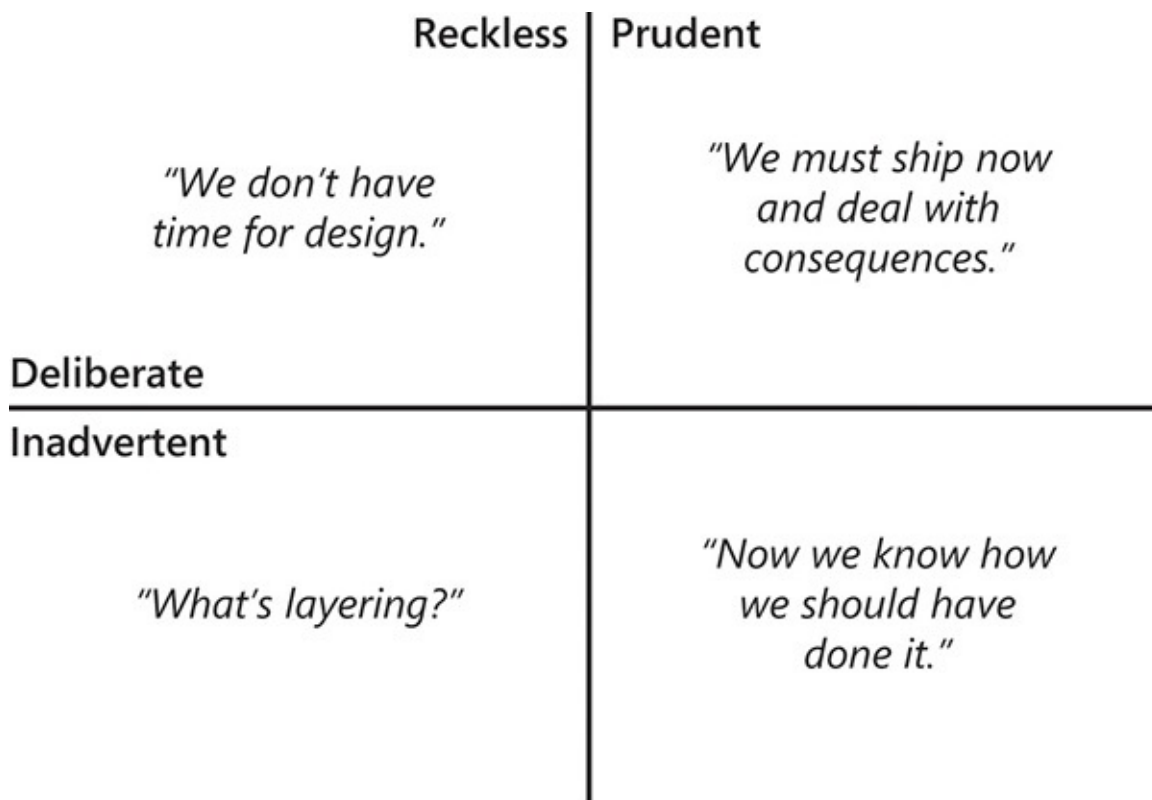 Reckless
Prudent
“We don’t have
time for design.”
“We must ship now
and deal with
consequences.”
Deliberate
Inadvertent
“What’s layering?”
“Now we know how
we should have
done it.”